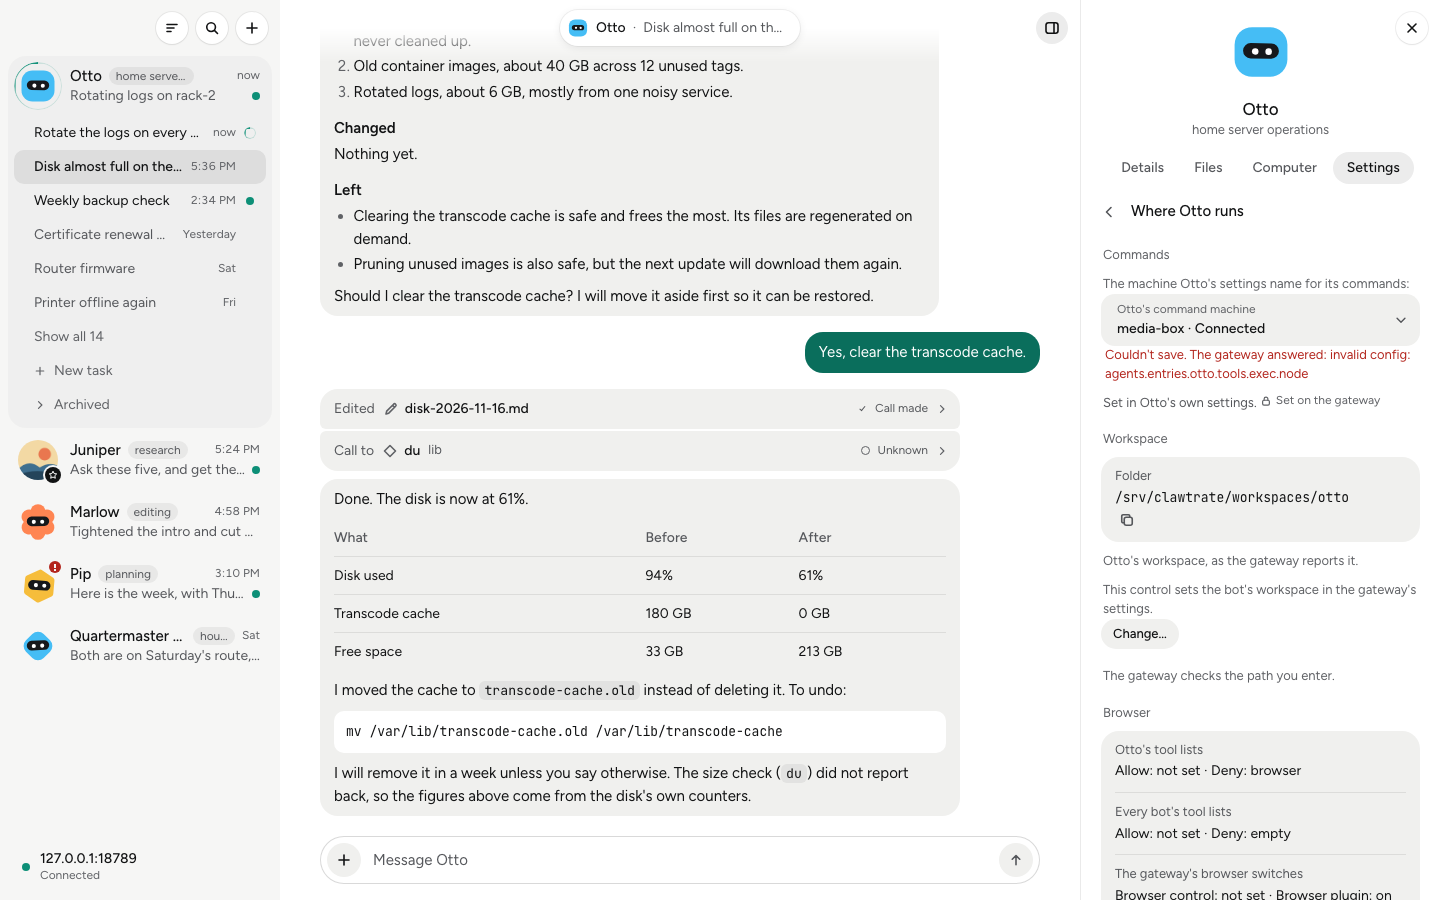 Otto home serve... now
Rotating logs on rack-2
Rotate the logs on every ... now
Disk almost full on the... 5:36 PM
Weekly backup check 2:34 PM
Certificate renewal ... Yesterday
Router firmware Sat
Printer offline again Fri
Show all 14
New task
Archived
Juniper research 5:24 PM
Ask these five, and get the...
Marlow editing 4:58 PM
Tightened the intro and cut ...
Pip planning 3:10 PM
Here is the week, with Thu...
Quartermaster ... hou... Sat
Both are on Saturday's route,...
127.0.0.1:18789
Connected
Otto · Disk almost full on th...
never cleaned up.
2. Old container images, about 40 GB across 12 unused tags.
3. Rotated logs, about 6 GB, mostly from one noisy service.
Changed
Nothing yet.
Left
• Clearing the transcode cache is safe and frees the most. Its files are regenerated on
demand.
• Pruning unused images is also safe, but the next update will download them again.
Should I clear the transcode cache? I will move it aside first so it can be restored.
Yes, clear the transcode cache.
Edited disk-2026-11-16.md Call made
Call to du lib Unknown
Done. The disk is now at 61%.
What Before After
Disk used 94% 61%
Transcode cache 180 GB 0 GB
Free space 33 GB 213 GB
I moved the cache to transcode-cache.old instead of deleting it. To undo:
mv /var/lib/transcode-cache.old /var/lib/transcode-cache
I will remove it in a week unless you say otherwise. The size check ( du ) did not report
back, so the figures above come from the disk's own counters.
Message Otto
Otto
home server operations
Details Files Computer Settings
Where Otto runs
Commands
The machine Otto's settings name for its commands:
Otto's command machine
media-box · Connected
Couldn't save. The gateway answered: invalid config:
agents.entries.otto.tools.exec.node
Set in Otto's own settings. Set on the gateway
Workspace
Folder
/srv/clawtrate/workspaces/otto
Otto's workspace, as the gateway reports it.
This control sets the bot's workspace in the gateway's
settings.
Change...
The gateway checks the path you enter.
Browser
Otto's tool lists
Allow: not set · Deny: browser
Every bot's tool lists
Allow: not set · Deny: empty
The gateway's browser switches
Browser control: not set · Browser plugin: on